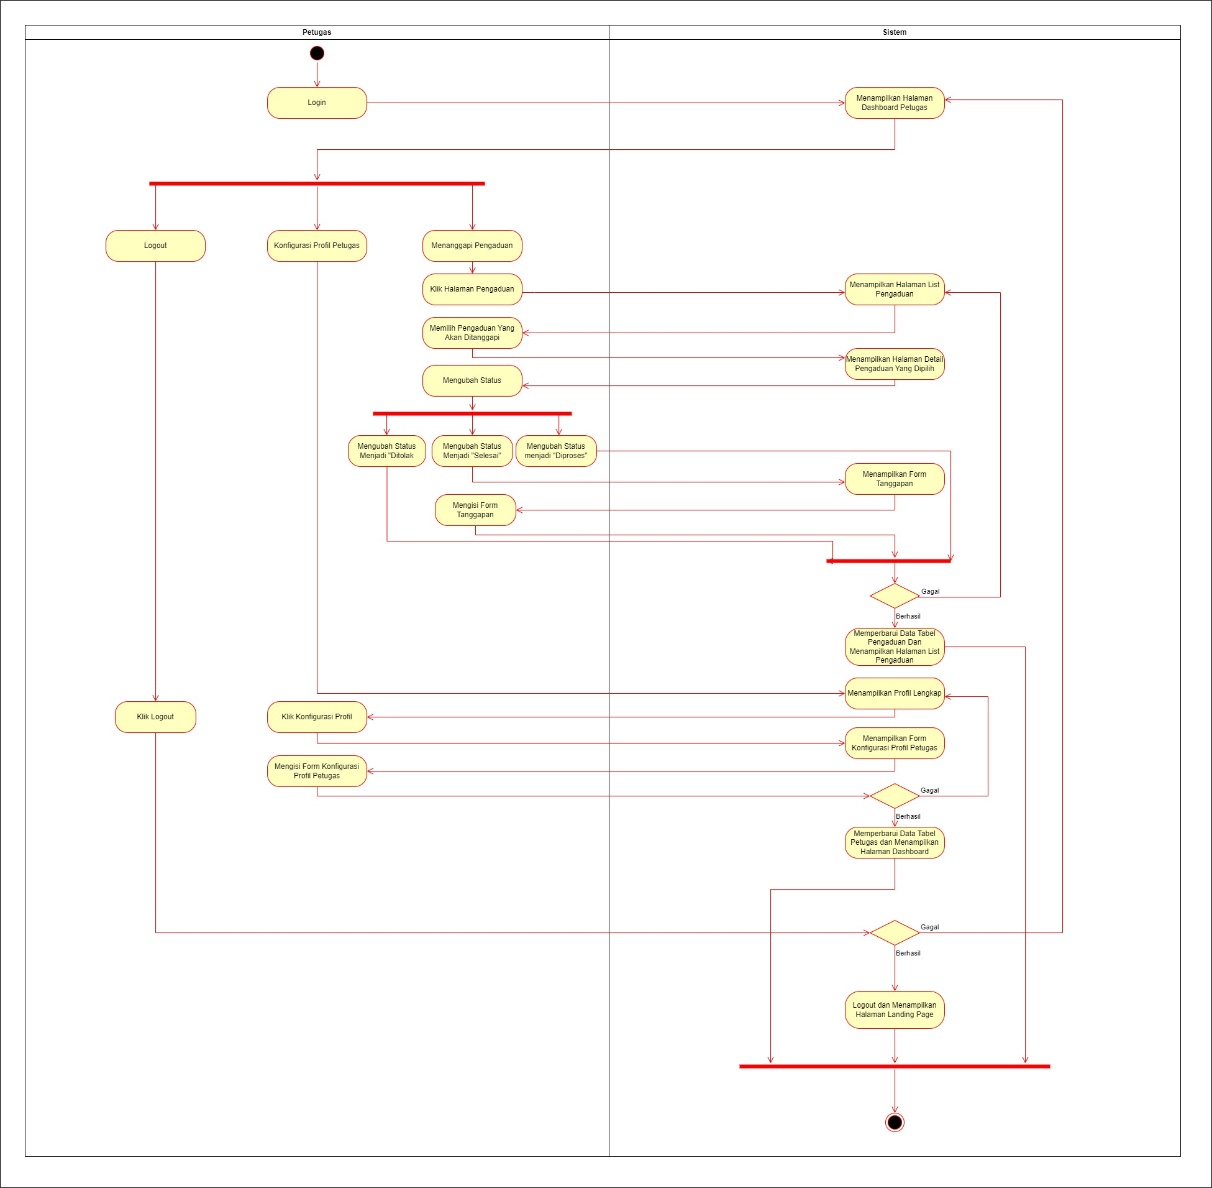 Petugas
Sistem
Login
Menampilkan Halaman
Dashboard Petugas
Logout
Konfigurasi Profil Petugas
Menanggapi Pengaduan
Klik Halaman Pengaduan
Menampilkan Halaman List
Pengaduan
Memilih Pengaduan Yang
Akan Ditanggapi
Menampilkan Halaman Detail
Pengaduan Yang Dipilih
Mengubah Status
Mengubah Status
Menjadi "Ditolak
Mengubah Status
Menjadi "Selesai"
Mengubah Status
menjadi "Diproses"
Menampilkan Form
Tanggapan
Mengisi Form
Tanggapan
Gagal
Berhasil
Memperbarui Data Tabel
Pengaduan Dan
Menampilkan Halaman List
Pengaduan
Menampilkan Profil Lengkap
Klik Logout
Klik Konfigurasi Profil
Menampilkan Form
Konfigurasi Profil Petugas
Mengisi Form Konfigurasi
Profil Petugas
Gagal
Berhasil
Memperbarui Data Tabel
Petugas dan Menampilkan
Halaman Dashboard
Gagal
Berhasil
Logout dan Menampilkan
Halaman Landing Page